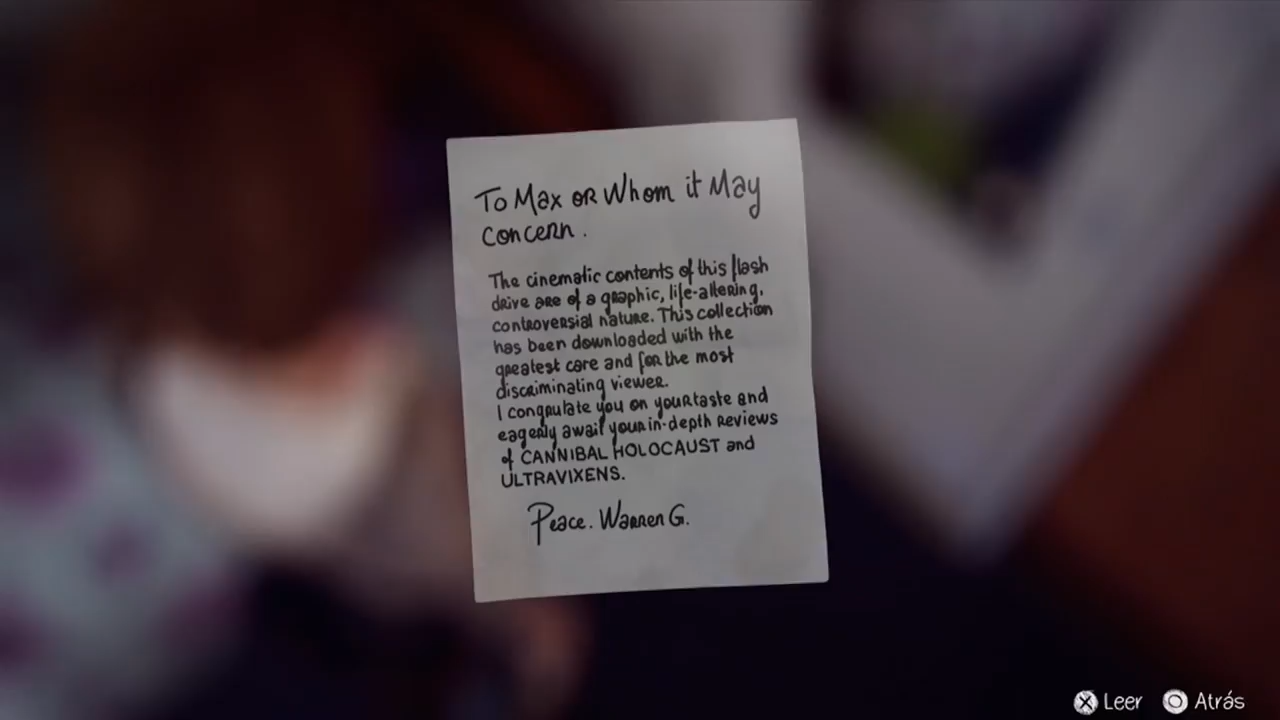 To Max or Whom it May
Concern.
The cinematic contents of this flash
drive are of a graphic, life-altering,
controversial nature. This collection
has been downloaded with the
greatest care and for the most
discriminating viewer.
I congrulate you on your taste and
eagerly await your in-depth reviews
of CANNIBAL HOLOCAUST and
ULTRAVIXENS.
Peace. Warren G.
Leer Atrás